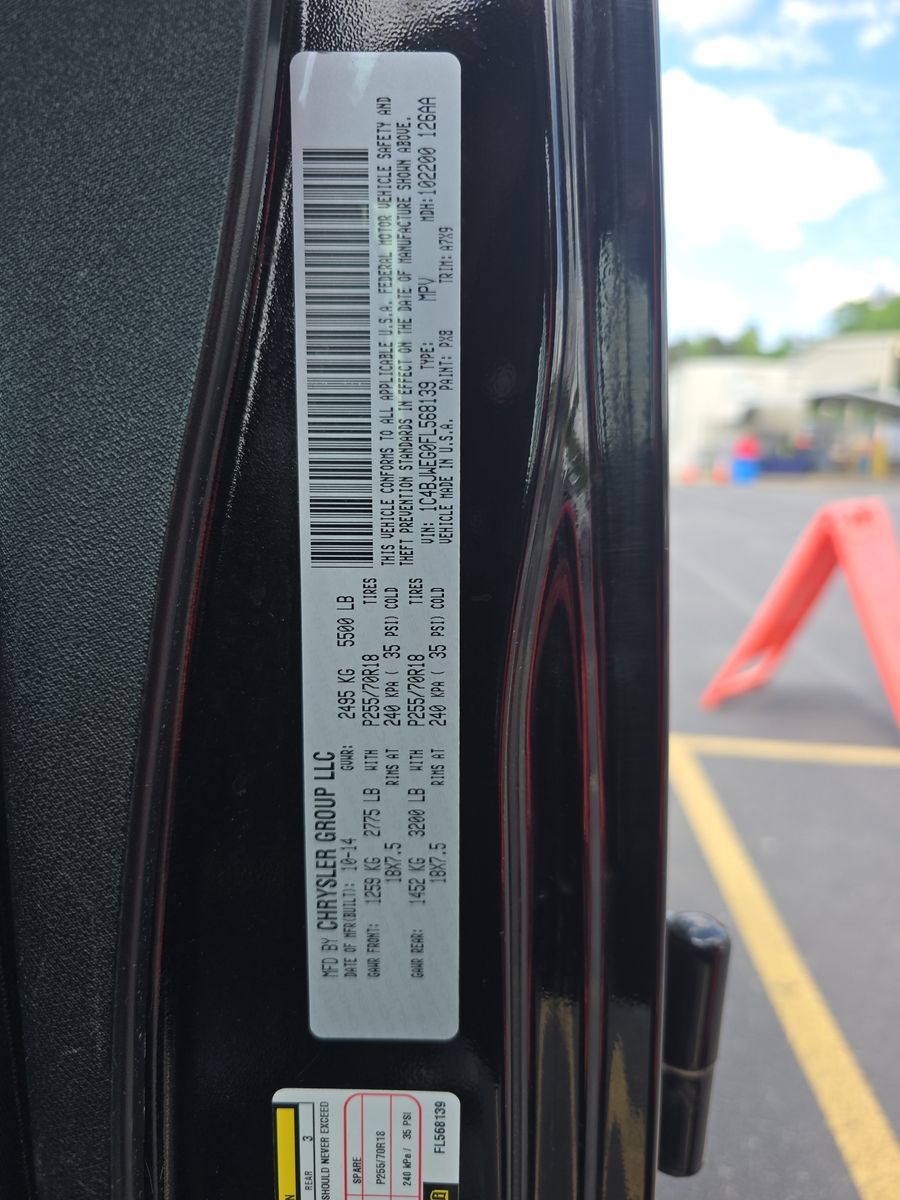 MFD BY CHRYSLER GROUP LLC
DATE OF MFR(BUILT): 10-14 GVWR: 2495 KG 5500 LB
GAWR FRONT: 1259 KG 2775 LB WITH P255/70R18 TIRES
18X7.5 RIMS AT 240 KPA ( 35 PSI) COLD
GAWR REAR: 1452 KG 3200 LB WITH P255/70R18 TIRES
18X7.5 RIMS AT 240 KPA ( 35 PSI) COLD
THIS VEHICLE CONFORMS TO ALL APPLICABLE U.S.A. FEDERAL MOTOR VEHICLE SAFETY AND
THEFT PREVENTION STANDARDS IN EFFECT ON THE DATE OF MANUFACTURE SHOWN ABOVE.
VIN: 1C4BJWEG0FL568139 TYPE: MPV MDH: 102200 126AA
VEHICLE MADE IN U.S.A. PAINT: PX8 TRIM: A7X9
REAR 3
SHOULD NEVER EXCEED
SPARE
P255/70R18
240 kPa / 35 PSI
FL568139